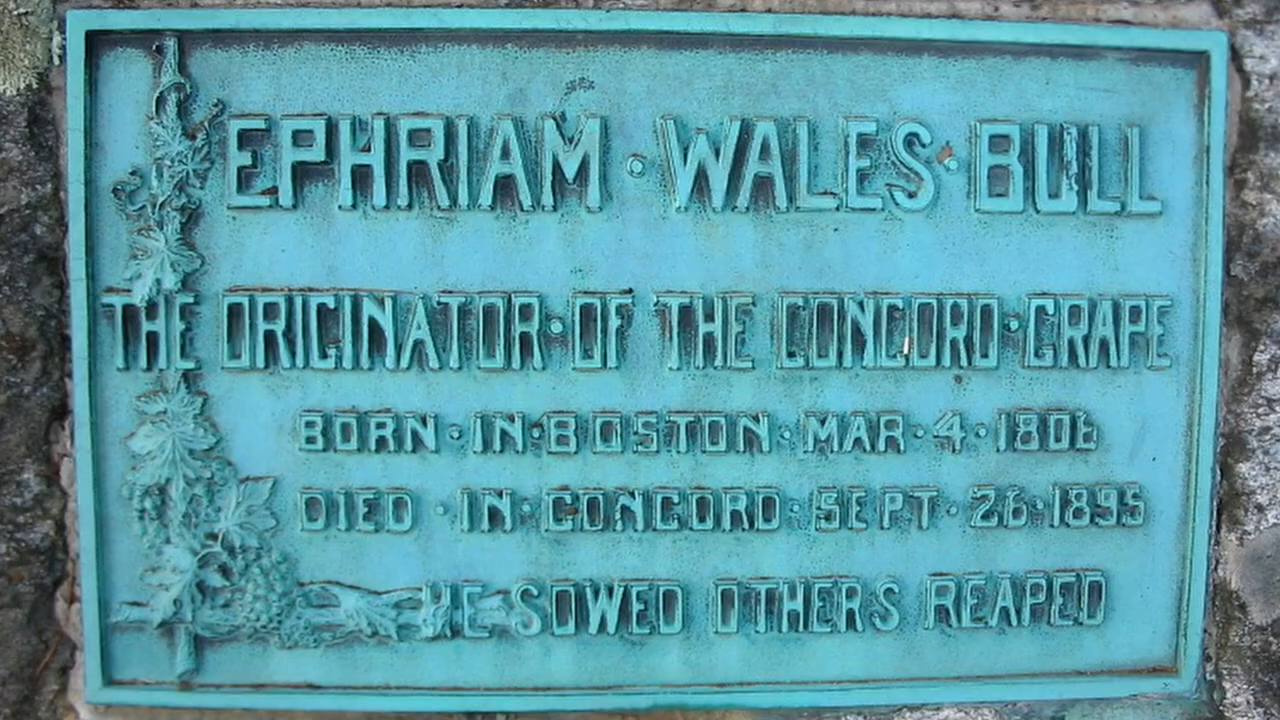 EPHRIAM · WALES · BULL
THE ORIGINATOR · OF THE CONCORD · GRAPE
BORN · IN · BOSTON · MAR · 4 · 1806
DIED · IN · CONCORD · SEPT · 26 · 1895
HE SOWED OTHERS REAPED